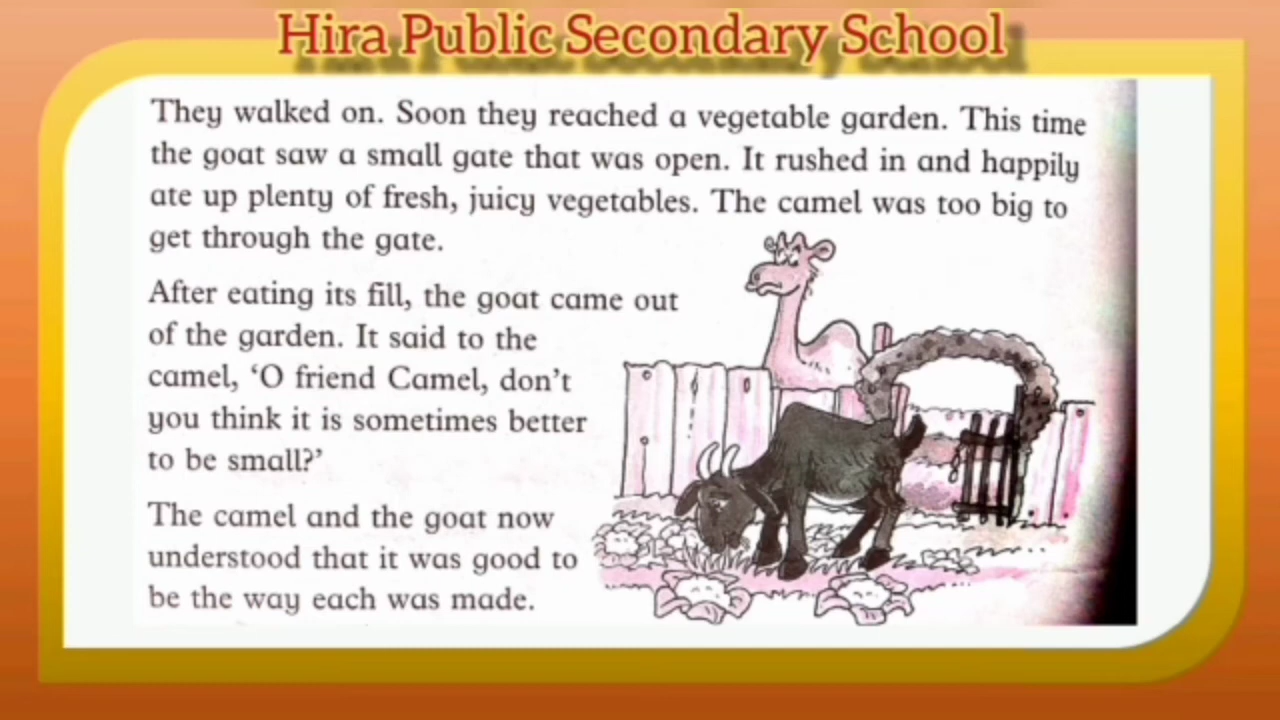 Hira Public Secondary School
They walked on. Soon they reached a vegetable garden. This time
the goat saw a small gate that was open. It rushed in and happily
ate up plenty of fresh, juicy vegetables. The camel was too big to
get through the gate.
After eating its fill, the goat came out
of the garden. It said to the
camel, ‘O friend Camel, don’t
you think it is sometimes better
to be small?’
The camel and the goat now
understood that it was good to
be the way each was made.